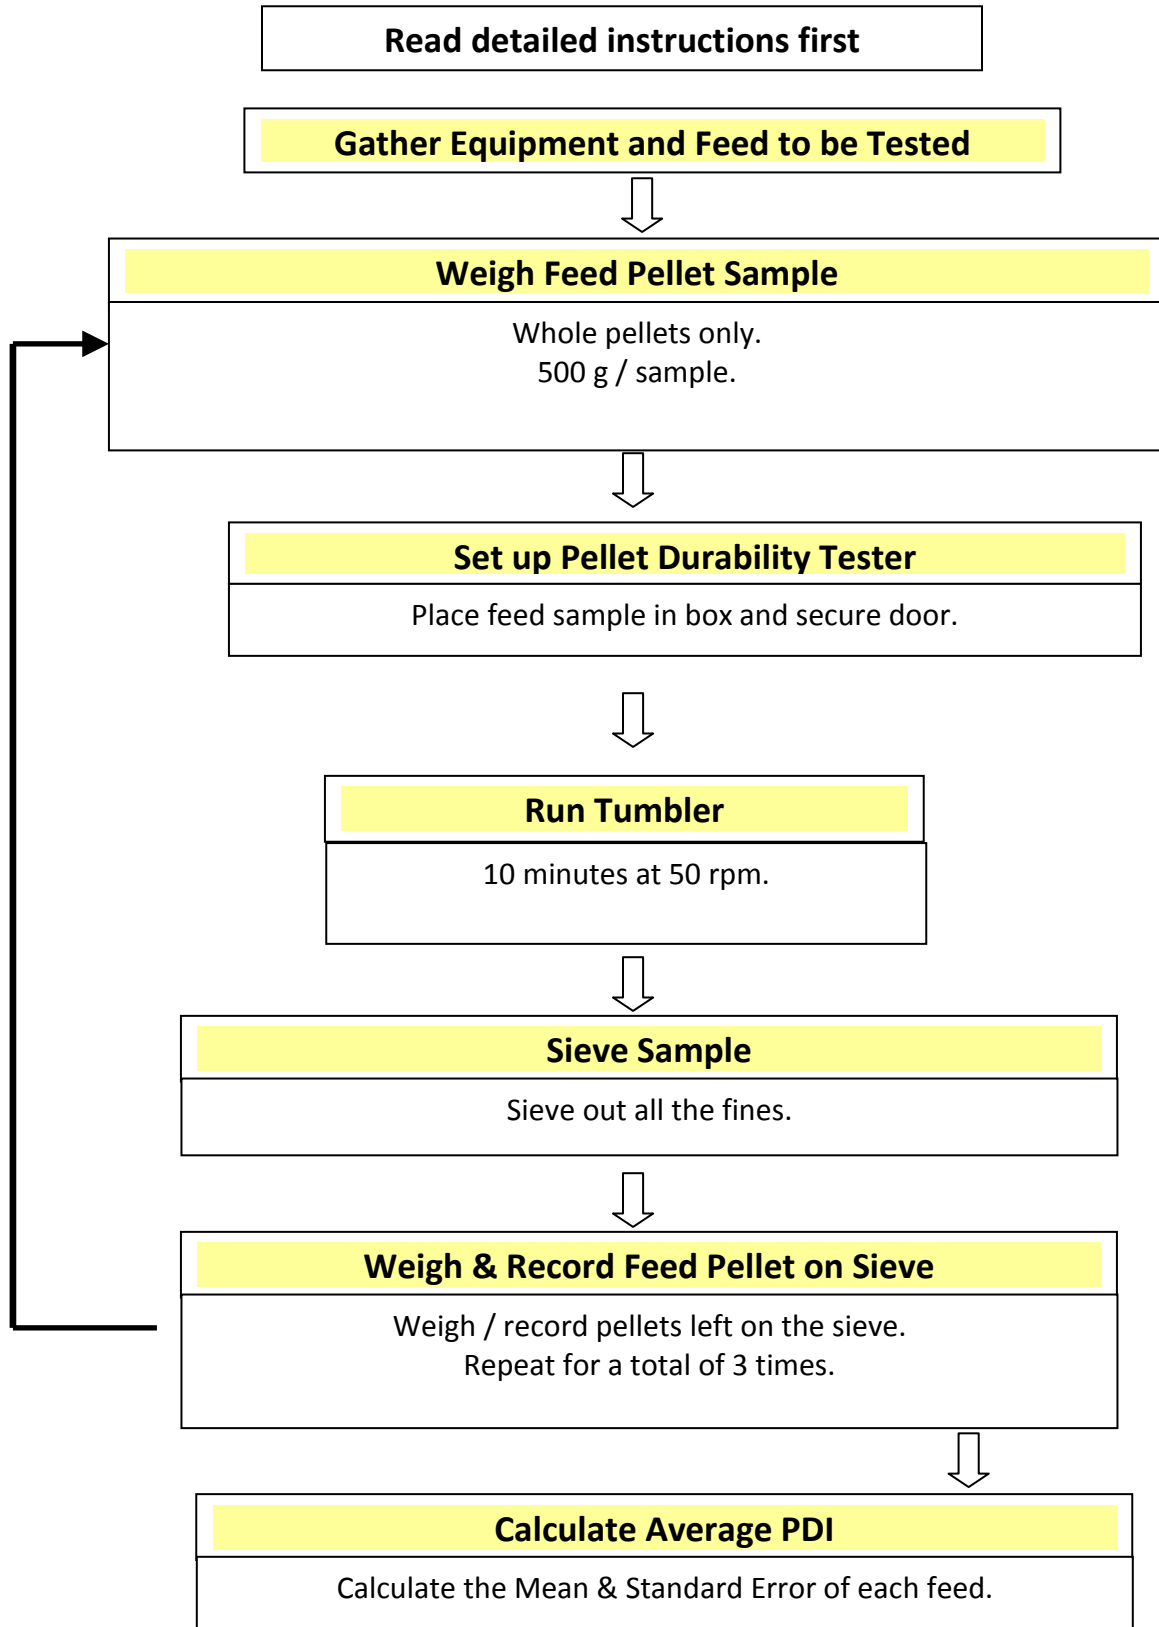 Read detailed instructions first
Gather Equipment and Feed to be Tested
Weigh Feed Pellet Sample
Whole pellets only.
500 g / sample.
Set up Pellet Durability Tester
Place feed sample in box and secure door.
Run Tumbler
10 minutes at 50 rpm.
Sieve Sample
Sieve out all the fines.
Weigh & Record Feed Pellet on Sieve
Weigh / record pellets left on the sieve.
Repeat for a total of 3 times.
Calculate Average PDI
Calculate the Mean & Standard Error of each feed.